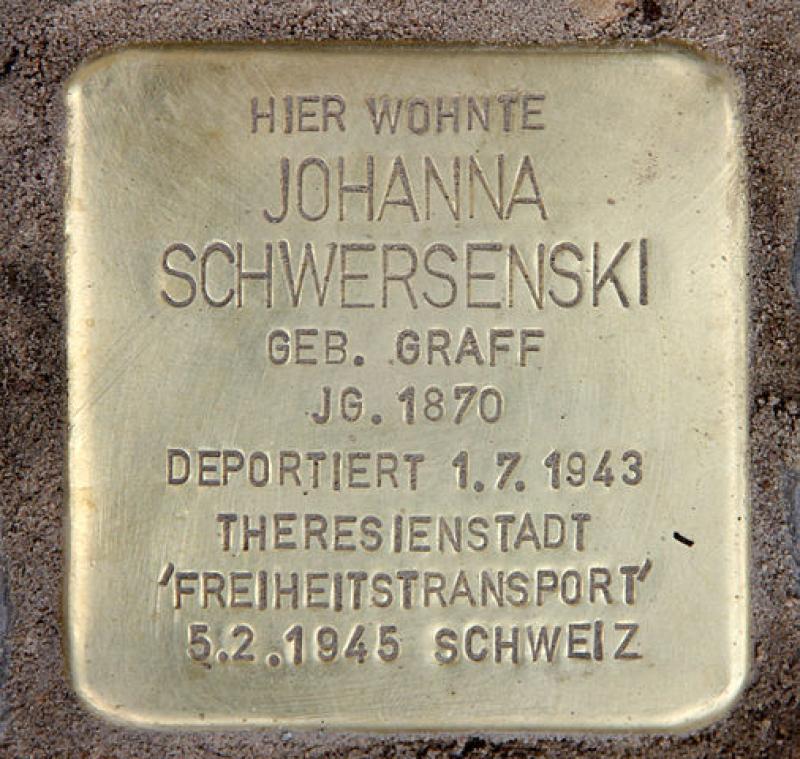 HIER WOHNTE
JOHANNA
SCHWERSENSKI
GEB. GRAFF
JG. 1870
DEPORTIERT 1.7. 1943
THERESIENSTADT
'FREIHEITSTRANSPORT'
5.2.1945 SCHWEIZ